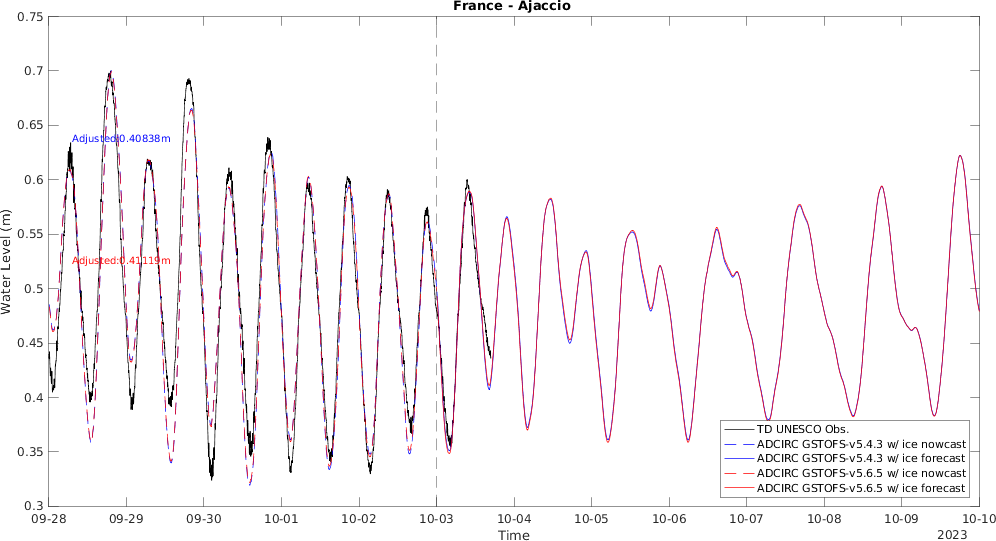 France - Ajaccio
Water Level (m)
0.75
0.7
0.65
0.6
0.55
0.5
0.45
0.4
0.35
0.3
Adjusted:0.40838m
Adjusted:0.41119m
TD UNESCO Obs.
ADCIRC GSTOFS-v5.4.3 w/ ice nowcast
ADCIRC GSTOFS-v5.4.3 w/ ice forecast
ADCIRC GSTOFS-v5.6.5 w/ ice nowcast
ADCIRC GSTOFS-v5.6.5 w/ ice forecast
09-28 09-29 09-30 10-01 10-02 10-03 10-04 10-05 10-06 10-07 10-08 10-09 10-10
Time
2023